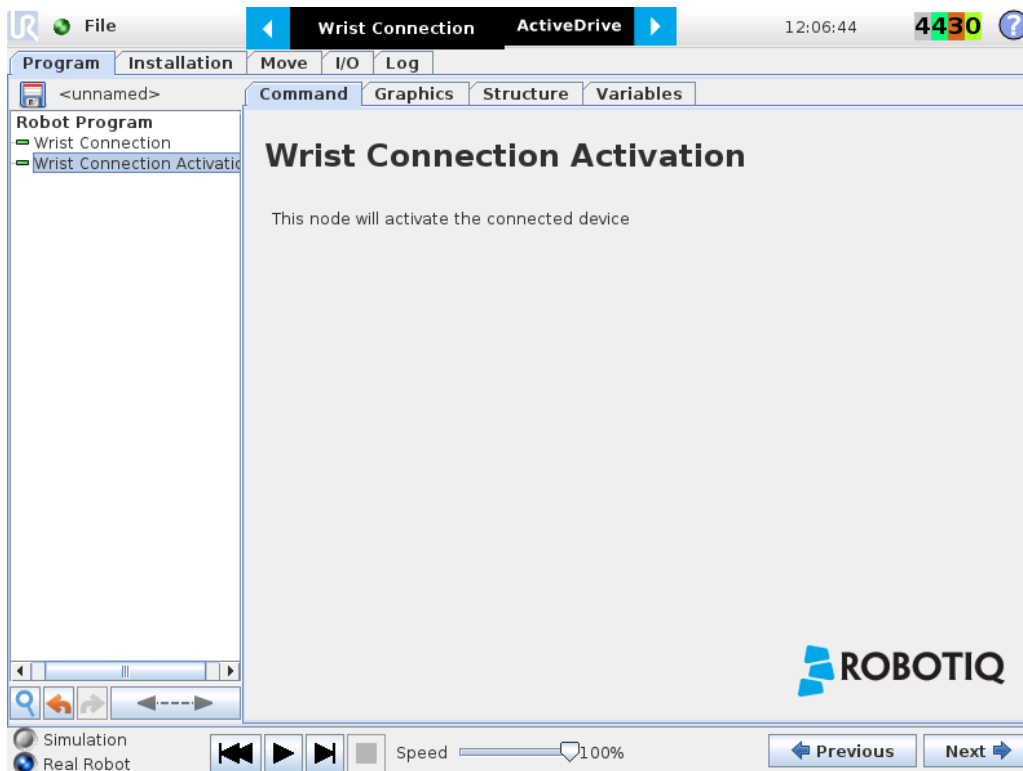 UR File Wrist Connection ActiveDrive 12:06:44 4430 ?
Program Installation Move I/O Log
<unnamed> Command Graphics Structure Variables
Robot Program
Wrist Connection
Wrist Connection Activatio
Wrist Connection Activation
This node will activate the connected device
ROBOTIQ
Simulation
Real Robot
Speed 100% Previous Next